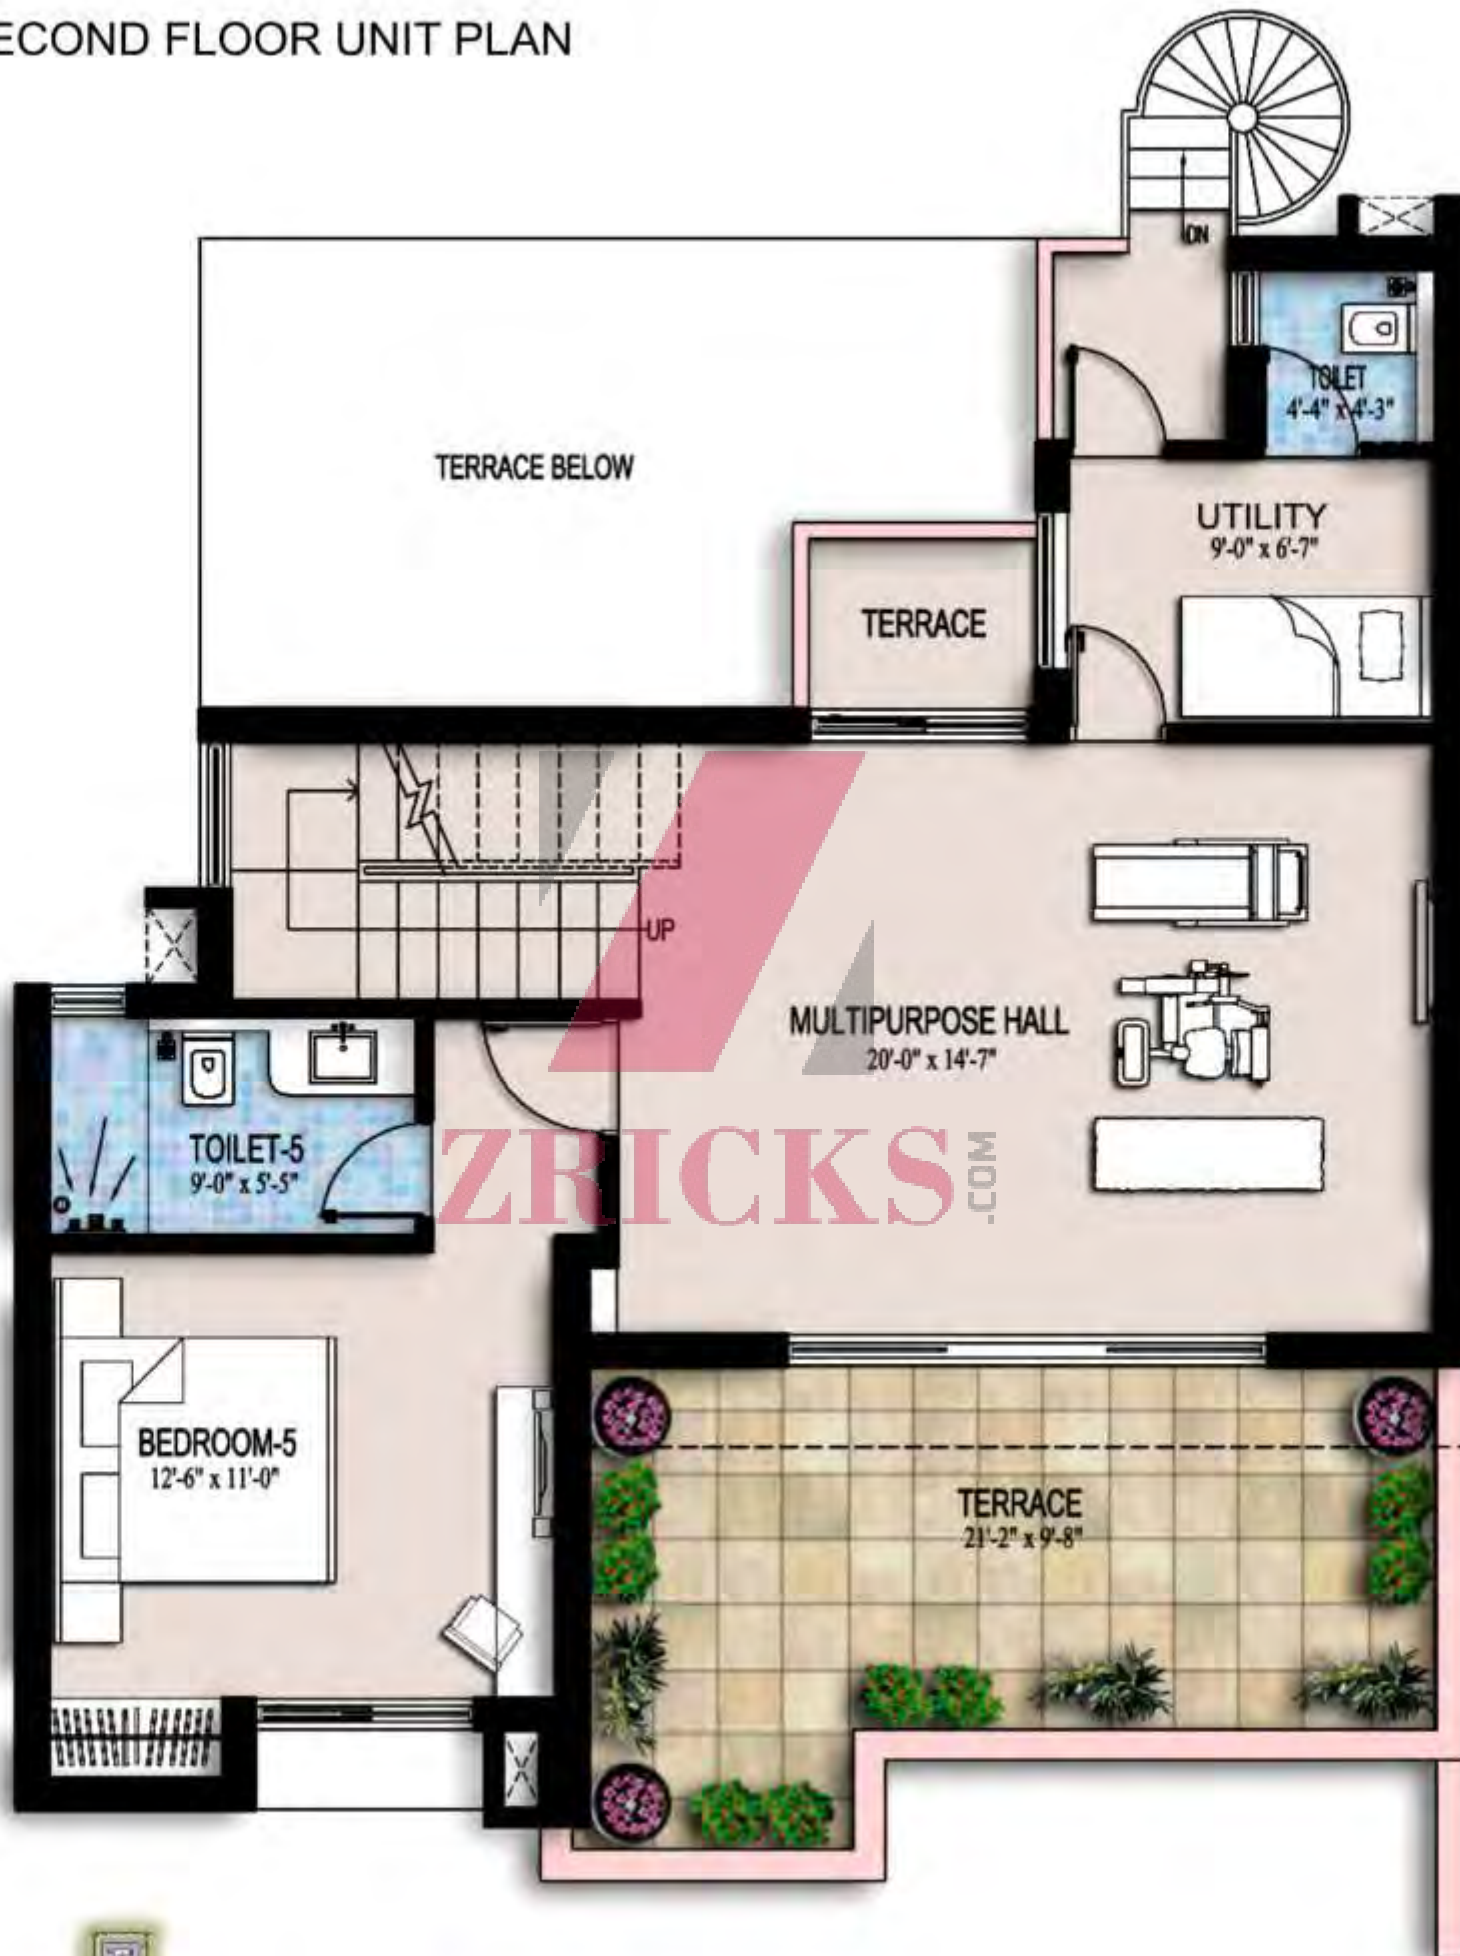 ECOND FLOOR UNIT PLAN
DN
TOILET
4'-4" x 4'-3"
TERRACE BELOW
UTILITY
9'-0" x 6'-7"
TERRACE
UP
MULTIPURPOSE HALL
20'-0" x 14'-7"
TOILET-5
9'-0" x 5'-5"
ZRICKS
.COM
BEDROOM-5
12'-6" x 11'-0"
TERRACE
21'-2" x 9'-8"